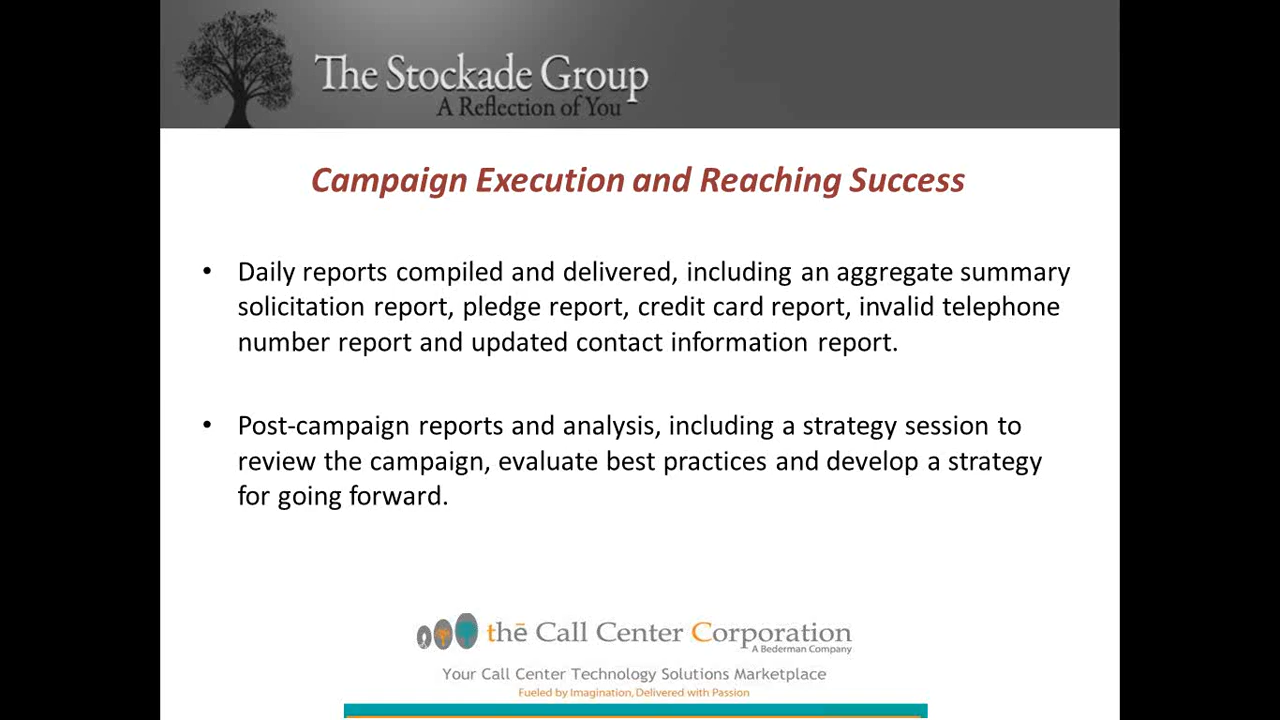 The Stockade Group
A Reflection of You
Campaign Execution and Reaching Success
• Daily reports compiled and delivered, including an aggregate summary
solicitation report, pledge report, credit card report, invalid telephone
number report and updated contact information report.
• Post-campaign reports and analysis, including a strategy session to
review the campaign, evaluate best practices and develop a strategy
for going forward.
thē Call Center Corporation
A Bederman Company
Your Call Center Technology Solutions Marketplace
Fueled by Imagination, Delivered with Passion